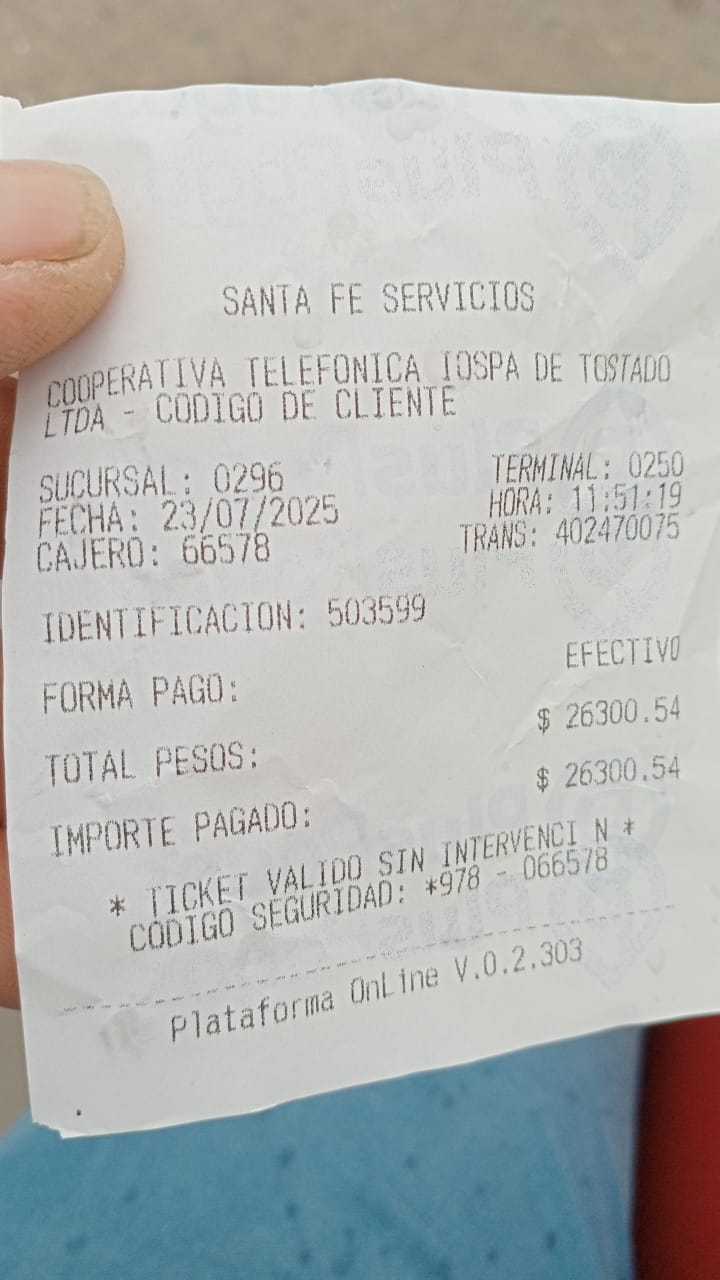 SANTA FE SERVICIOS
COOPERATIVA TELEFONICA IOSPA DE TOSTADO
LTDA - CODIGO DE CLIENTE
SUCURSAL: 0296 TERMINAL: 0250
FECHA: 23/07/2025 HORA: 11:51:19
CAJERO: 66578 TRANS: 402470075
IDENTIFICACION: 503599
FORMA PAGO: EFECTIVO
TOTAL PESOS: $ 26300.54
IMPORTE PAGADO: $ 26300.54
* TICKET VALIDO SIN INTERVENCI N *
CODIGO SEGURIDAD: *978 - 066578
Plataforma OnLine V.0.2.303